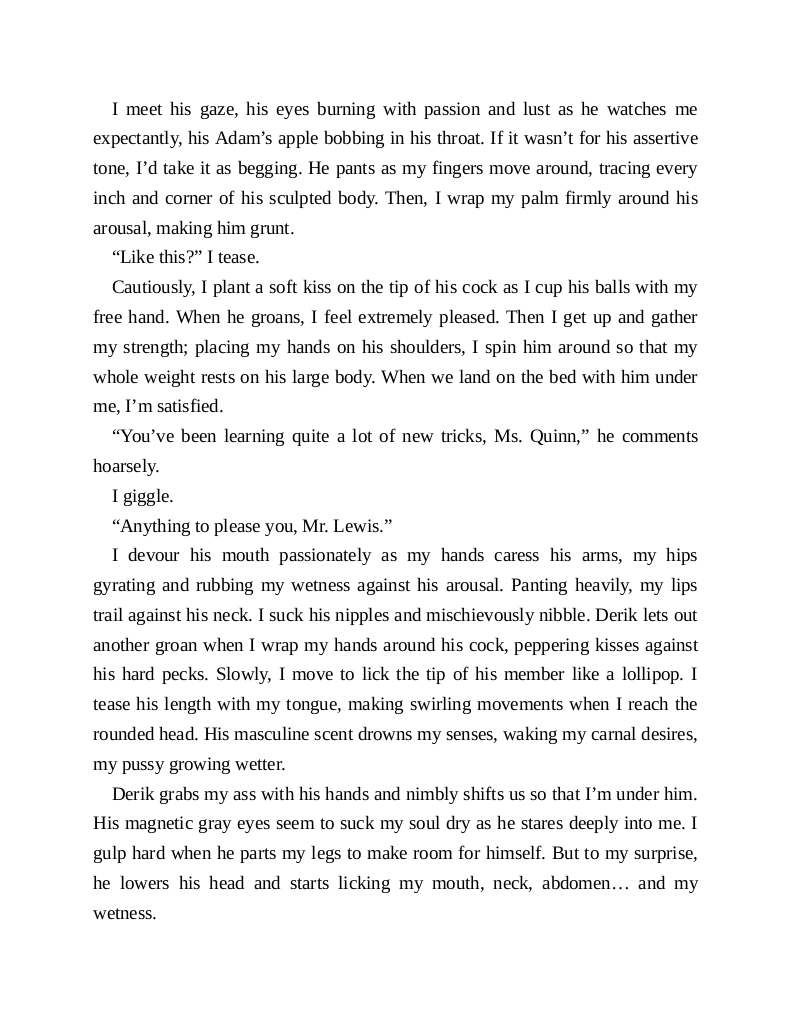 I meet his gaze, his eyes burning with passion and lust as he watches me
expectantly, his Adam’s apple bobbing in his throat. If it wasn’t for his assertive
tone, I’d take it as begging. He pants as my fingers move around, tracing every
inch and corner of his sculpted body. Then, I wrap my palm firmly around his
arousal, making him grunt.
“Like this?” I tease.
Cautiously, I plant a soft kiss on the tip of his cock as I cup his balls with my
free hand. When he groans, I feel extremely pleased. Then I get up and gather
my strength; placing my hands on his shoulders, I spin him around so that my
whole weight rests on his large body. When we land on the bed with him under
me, I’m satisfied.
“You’ve been learning quite a lot of new tricks, Ms. Quinn,” he comments
hoarsely.
I giggle.
“Anything to please you, Mr. Lewis.”
I devour his mouth passionately as my hands caress his arms, my hips
gyrating and rubbing my wetness against his arousal. Panting heavily, my lips
trail against his neck. I suck his nipples and mischievously nibble. Derik lets out
another groan when I wrap my hands around his cock, peppering kisses against
his hard pecks. Slowly, I move to lick the tip of his member like a lollipop. I
tease his length with my tongue, making swirling movements when I reach the
rounded head. His masculine scent drowns my senses, waking my carnal desires,
my pussy growing wetter.
Derik grabs my ass with his hands and nimbly shifts us so that I’m under him.
His magnetic gray eyes seem to suck my soul dry as he stares deeply into me. I
gulp hard when he parts my legs to make room for himself. But to my surprise,
he lowers his head and starts licking my mouth, neck, abdomen… and my
wetness.